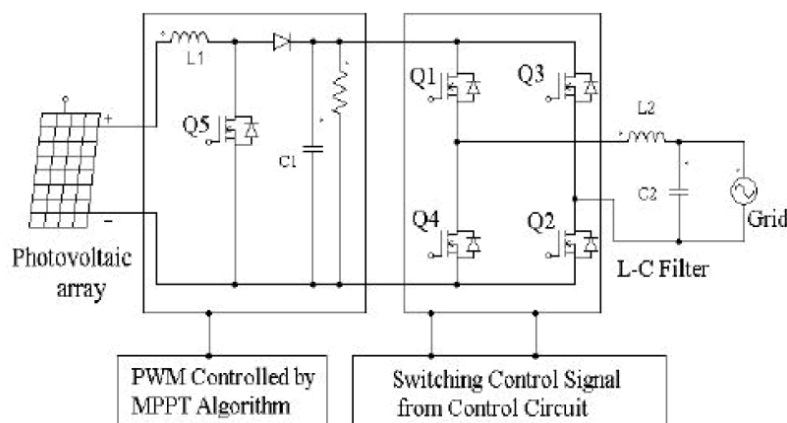 L1
Q1
Q3
Q5
C1
L2
+
C2
Q4
Q2
Grid
−
Photovoltaic
array
L-C Filter
PWM Controlled by
MPPT Algorithm
Switching Control Signal
from Control Circuit